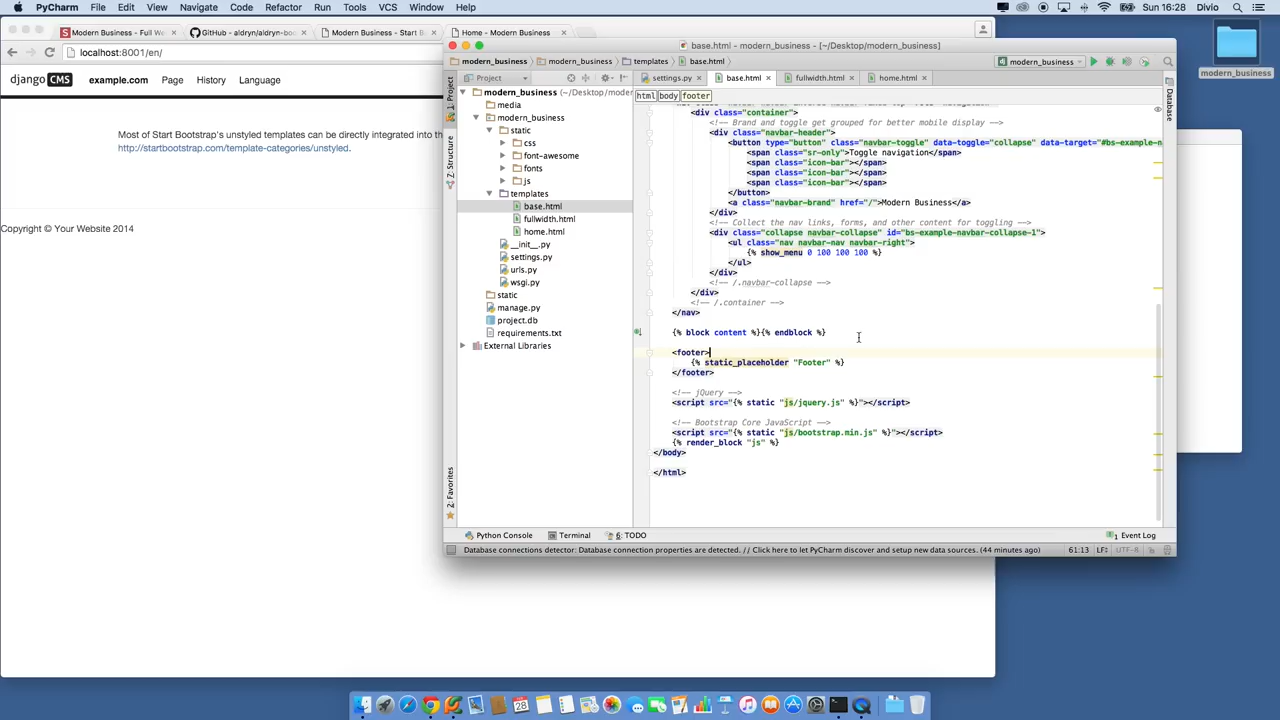 PyCharm File Edit View Navigate Code Refactor Run Tools VCS Window Help Sun 16:28 Divio
Modern Business - Full We
GitHub - aldryn/aldryn-boo
Modern Business - Start B
Home - Modern Business
localhost:8001/en/
django CMS example.com Page History Language
Most of Start Bootstrap's unstyled templates can be directly integrated into th
http://startbootstrap.com/template-categories/unstyled.
Copyright © Your Website 2014
modern_business
base.html - modern_business - [~/Desktop/modern_business]
modern_business modern_business templates base.html modern_business
Project settings.py base.html fullwidth.html home.html
html body footer
1: Project
Z: Structure
2: Favorites
Database
modern_business (~/Desktop/moder
media
modern_business
static
css
font-awesome
fonts
js
templates
base.html
fullwidth.html
home.html
__init__.py
settings.py
urls.py
wsgi.py
static
manage.py
project.db
requirements.txt
External Libraries
<div class="container">
<!-- Brand and toggle get grouped for better mobile display -->
<div class="navbar-header">
<button type="button" class="navbar-toggle" data-toggle="collapse" data-target="#bs-example-n
<span class="sr-only">Toggle navigation</span>
<span class="icon-bar"></span>
<span class="icon-bar"></span>
<span class="icon-bar"></span>
</button>
<a class="navbar-brand" href="/">Modern Business</a>
</div>
<!-- Collect the nav links, forms, and other content for toggling -->
<div class="collapse navbar-collapse" id="bs-example-navbar-collapse-1">
<ul class="nav navbar-nav navbar-right">
{% show_menu 0 100 100 100 %}
</ul>
</div>
<!-- /.navbar-collapse -->
</div>
<!-- /.container -->
</nav>
{% block content %}{% endblock %}
<footer>
{% static_placeholder "Footer" %}
</footer>
<!-- jQuery -->
<script src="{% static "js/jquery.js" %}"></script>
<!-- Bootstrap Core JavaScript -->
<script src="{% static "js/bootstrap.min.js" %}"></script>
{% render_block "js" %}
</body>
</html>
Python Console Terminal 6: TODO 1 Event Log
Database connections detector: Database connection properties are detected. // Click here to let PyCharm discover and setup new data sources. (44 minutes ago) 61:13 LF UTF-8
28